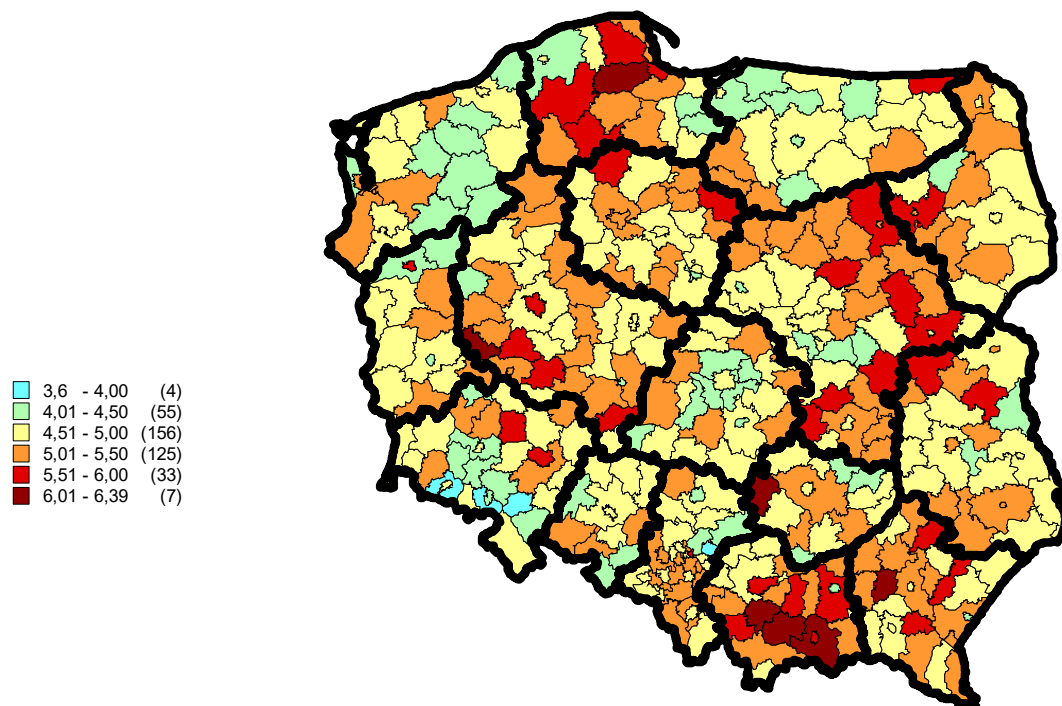 3,6 - 4,00 (4)
4,01 - 4,50 (55)
4,51 - 5,00 (156)
5,01 - 5,50 (125)
5,51 - 6,00 (33)
6,01 - 6,39 (7)